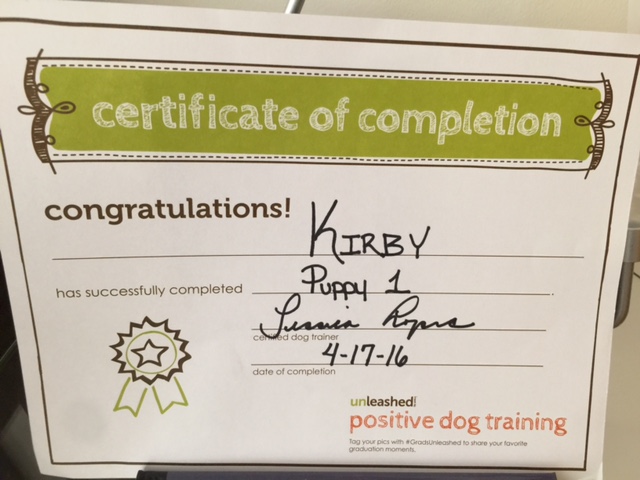 certificate of completion
congratulations! KIRBY
has successfully completed Puppy 1
Jessica
certified dog trainer
4-17-16
date of completion
unleashed!
positive dog training
Tag your pics with #GradsUnleashed to share your favorite
graduation moments.